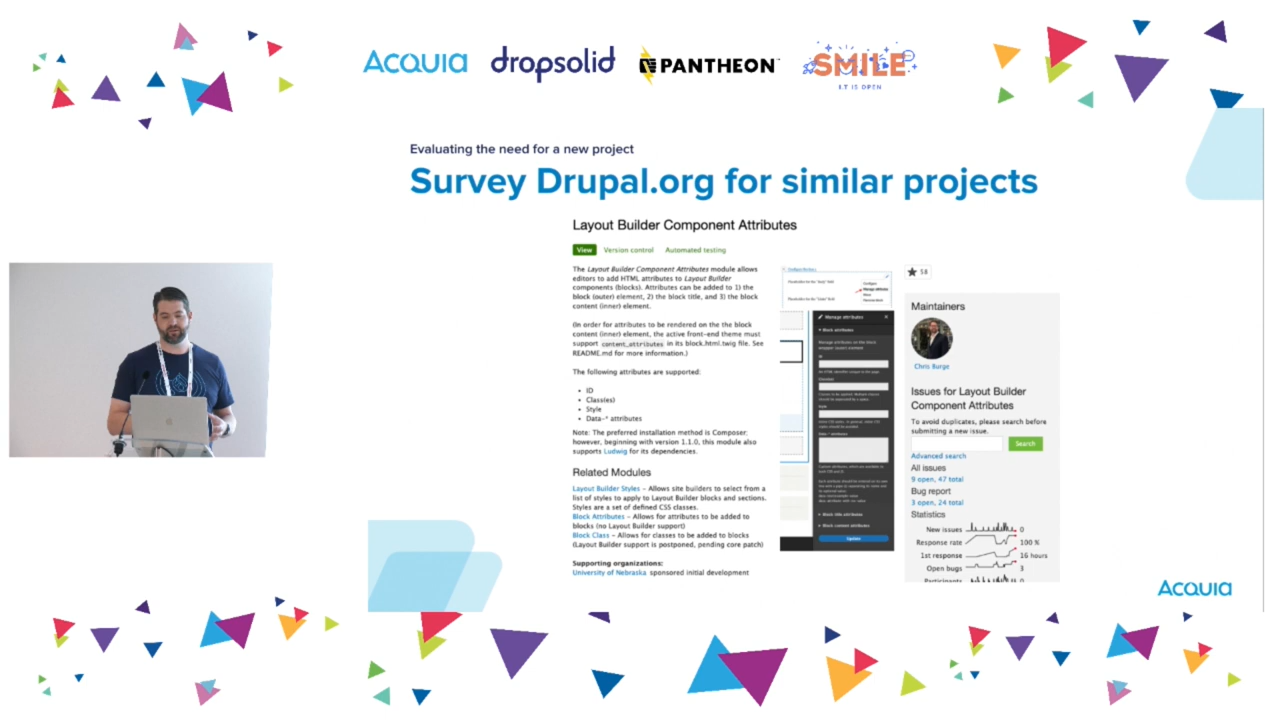 ACQUIA dropsolid PANTHEON SMILE
I.T IS OPEN
Evaluating the need for a new project
Survey Drupal.org for similar projects
Layout Builder Component Attributes
View Version control Automated testing
The Layout Builder Component Attributes module allows
editors to add HTML attributes to Layout Builder
components (blocks). Attributes can be added to 1) the
block (outer) element, 2) the block title, and 3) the block
content (inner) element.
(In order for attributes to be rendered on the the block
content (inner) element, the active front-end theme must
support content_attributes in its block.html.twig file. See
README.md for more information.)
The following attributes are supported:
• ID
• Class(es)
• Style
• Data-* attributes
Note: The preferred installation method is Composer;
however, beginning with version 1.1.0, this module also
supports Ludwig for its dependencies.
Related Modules
Layout Builder Styles - Allows site builders to select from a
list of styles to apply to Layout Builder blocks and sections.
Styles are a set of defined CSS classes.
Block Attributes - Allows for attributes to be added to
blocks (no Layout Builder support)
Block Class - Allows for classes to be added to blocks
(Layout Builder support is postponed, pending core patch)
Supporting organizations:
University of Nebraska sponsored initial development
Configure
Manage attributes
Manage attributes
Block attributes
Block title attributes
Block content attributes
Update
58
Maintainers
Chris Burge
Issues for Layout Builder
Component Attributes
To avoid duplicates, please search before
submitting a new issue.
Search
Advanced search
All issues
9 open, 47 total
Bug report
3 open, 24 total
Statistics
New issues 0
Response rate 100 %
1st response 16 hours
Open bugs 3
Participants 0
ACQUIA